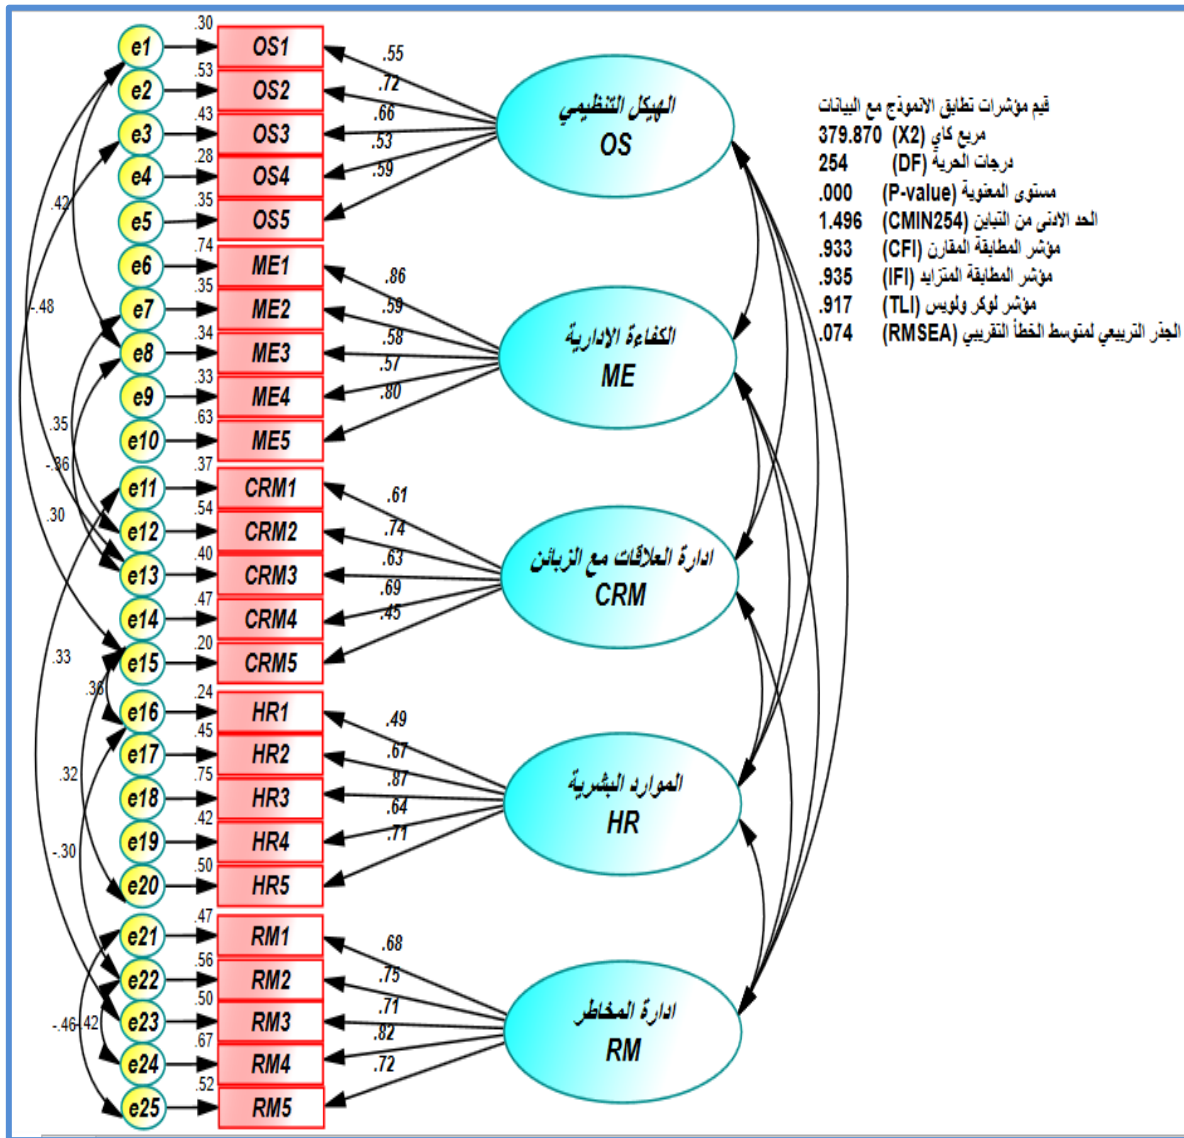 .30
e1 OS1
.53
e2 OS2
.43
e3 OS3
.28
e4 OS4
.35
e5 OS5
.74
e6 ME1
.35
e7 ME2
.34
e8 ME3
.33
e9 ME4
.63
e10 ME5
.37
e11 CRM1
.54
e12 CRM2
.40
e13 CRM3
.47
e14 CRM4
.20
e15 CRM5
.24
e16 HR1
.45
e17 HR2
.75
e18 HR3
.42
e19 HR4
.50
e20 HR5
.47
e21 RM1
.56
e22 RM2
.50
e23 RM3
.67
e24 RM4
.52
e25 RM5
.42
-.48
.35
-.36
.30
.33
.36
.32
-.30
-.46
-.42
.55
.72
.66
.53
.59
.86
.59
.58
.57
.80
.61
.74
.63
.69
.45
.49
.67
.87
.64
.71
.68
.75
.71
.82
.72
الهيكل التنظيمي
OS
الكفاءة الادارية
ME
ادارة العلاقات مع الزبائن
CRM
الموارد البشرية
HR
ادارة المخاطر
RM
قيم مؤشرات تطابق الانموذج مع البيانات
مربع كاي (X2) 379.870
درجات الحرية (DF) 254
مستوى المعنوية (P-value) .000
الحد الادنى من التباين (CMIN254) 1.496
مؤشر المطابقة المقارن (CFI) .933
مؤشر المطابقة المتزايد (IFI) .935
مؤشر لوكر ولويس (TLI) .917
الجذر التربيعي لمتوسط الخطأ التقريبي (RMSEA) .074